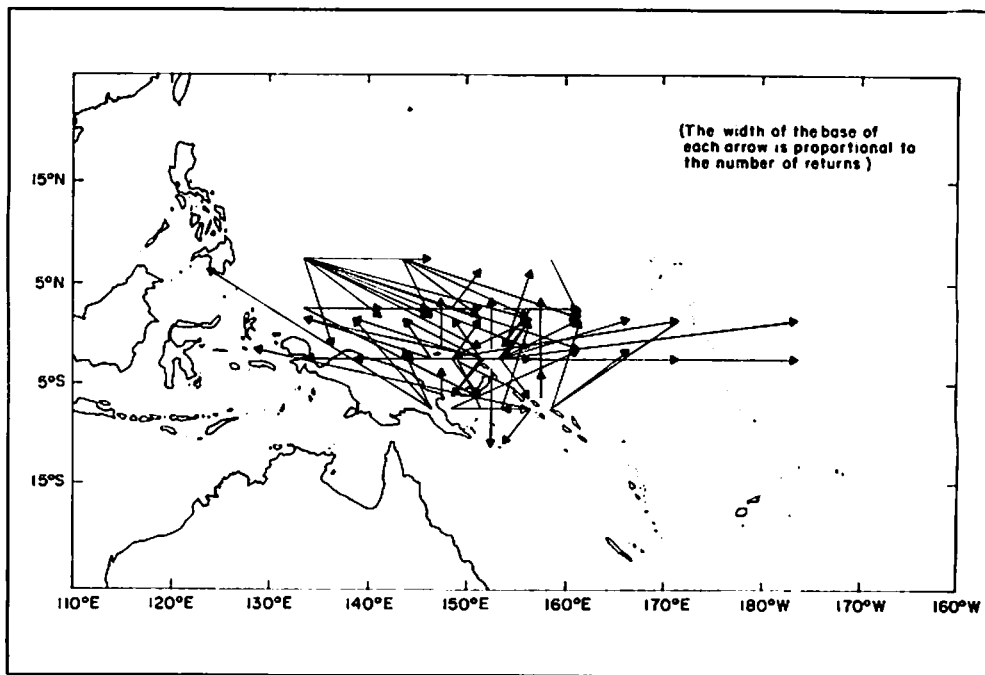 (The width of the base of
each arrow is proportional to
the number of returns)
15°N
5°N
5°S
15°S
110°E 120°E 130°E 140°E 150°E 160°E 170°E 180°W 170°W 160°W